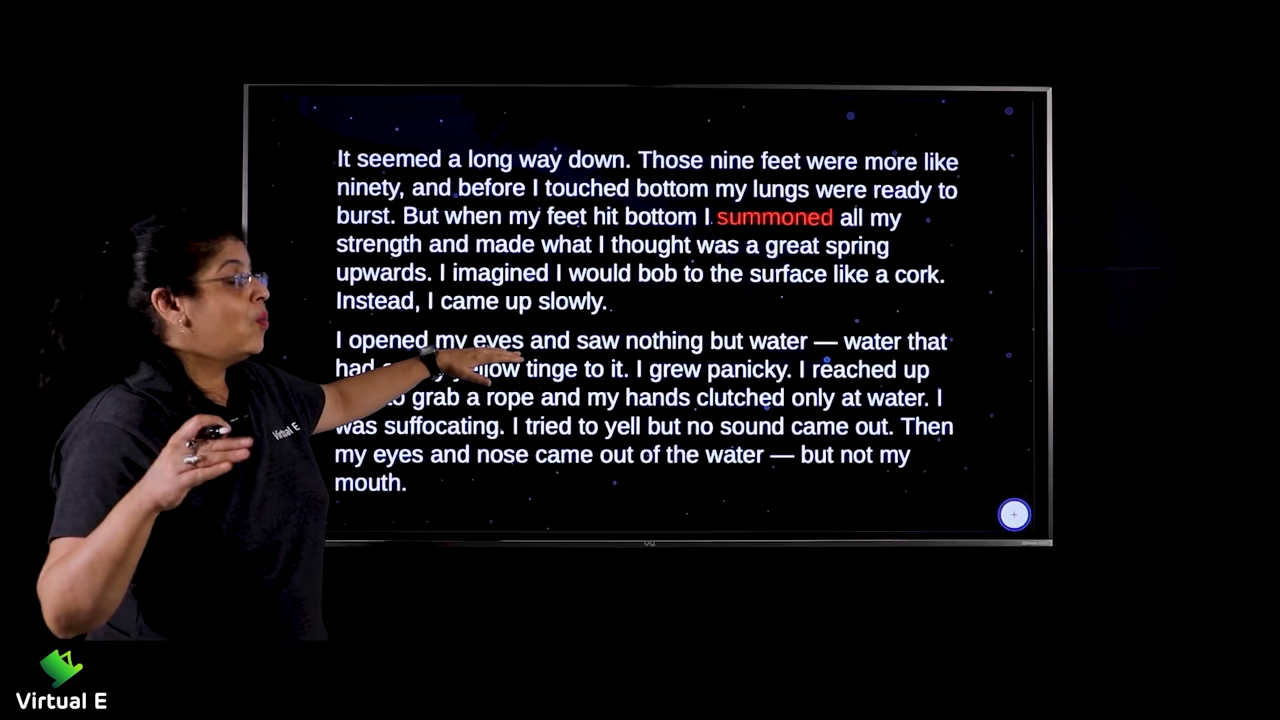 It seemed a long way down. Those nine feet were more like
ninety, and before I touched bottom my lungs were ready to
burst. But when my feet hit bottom I summoned all my
strength and made what I thought was a great spring
upwards. I imagined I would bob to the surface like a cork.
Instead, I came up slowly.
I opened my eyes and saw nothing but water — water that
had tinge to it. I grew panicky. I reached up
grab a rope and my hands clutched only at water. I
was suffocating. I tried to yell but no sound came out. Then
my eyes and nose came out of the water — but not my
mouth.
Virtual E
Virtual E